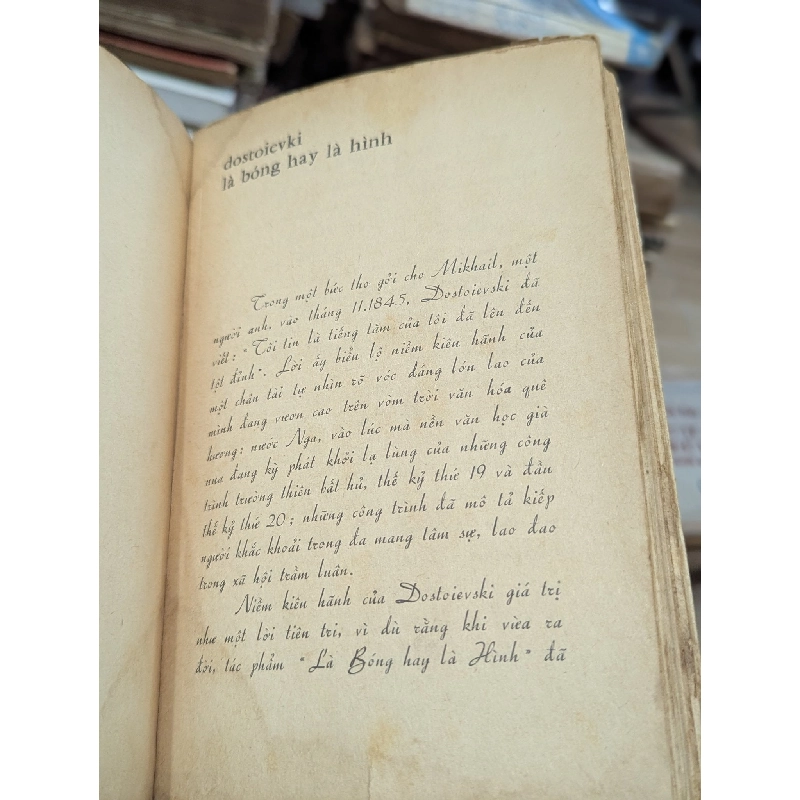 dostoievki
là bóng hay là hình
Trong một bức thơ gởi cho Mikhail, một
người anh, vào tháng 11.1845, Dostoievski đã
viết: "Tôi tin là tiếng tăm của tôi đã lên đến
tột đỉnh". Lời ấy biểu lộ niềm kiêu hãnh của
một chân tài tự nhìn rõ vóc dáng lớn lao của
mình đang vươn cao trên vòm trời văn hóa quê
hương: nước Nga, vào lúc mà nền văn học già
nua đang kỳ phát khởi lạ lùng của những công
trình trường thiên bất hủ, thế kỷ thứ 19 và đầu
thế kỷ thứ 20; những công trình đã mô tả kiếp
người khắc khoải trong đa mang tâm sự, lao đao
trong xã hội trầm luân.
Niềm kiêu hãnh của Dostoievski giá trị
như một lời tiên tri, vì dù rằng khi vừa ra
đời, tác phẩm "Là Bóng hay là Hình" đã